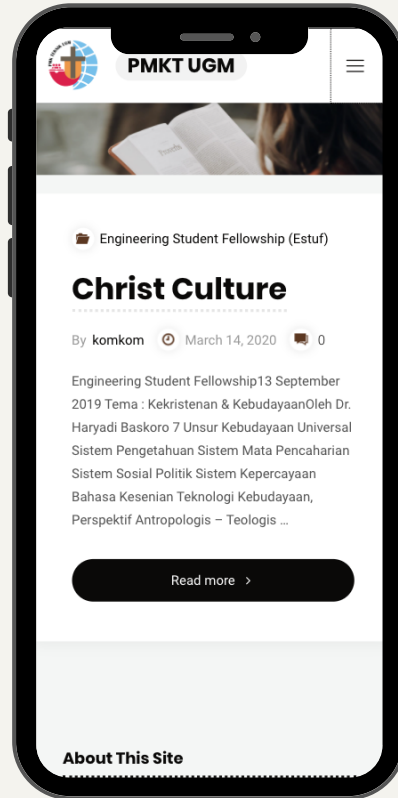 PMKT UGM
Engineering Student Fellowship (Estuf)
Christ Culture
By komkom March 14, 2020 0
Engineering Student Fellowship13 September
2019 Tema : Kekristenan & KebudayaanOleh Dr.
Haryadi Baskoro 7 Unsur Kebudayaan Universal
Sistem Pengetahuan Sistem Mata Pencaharian
Sistem Sosial Politik Sistem Kepercayaan
Bahasa Kesenian Teknologi Kebudayaan,
Perspektif Antropologis – Teologis ...
Read more
About This Site